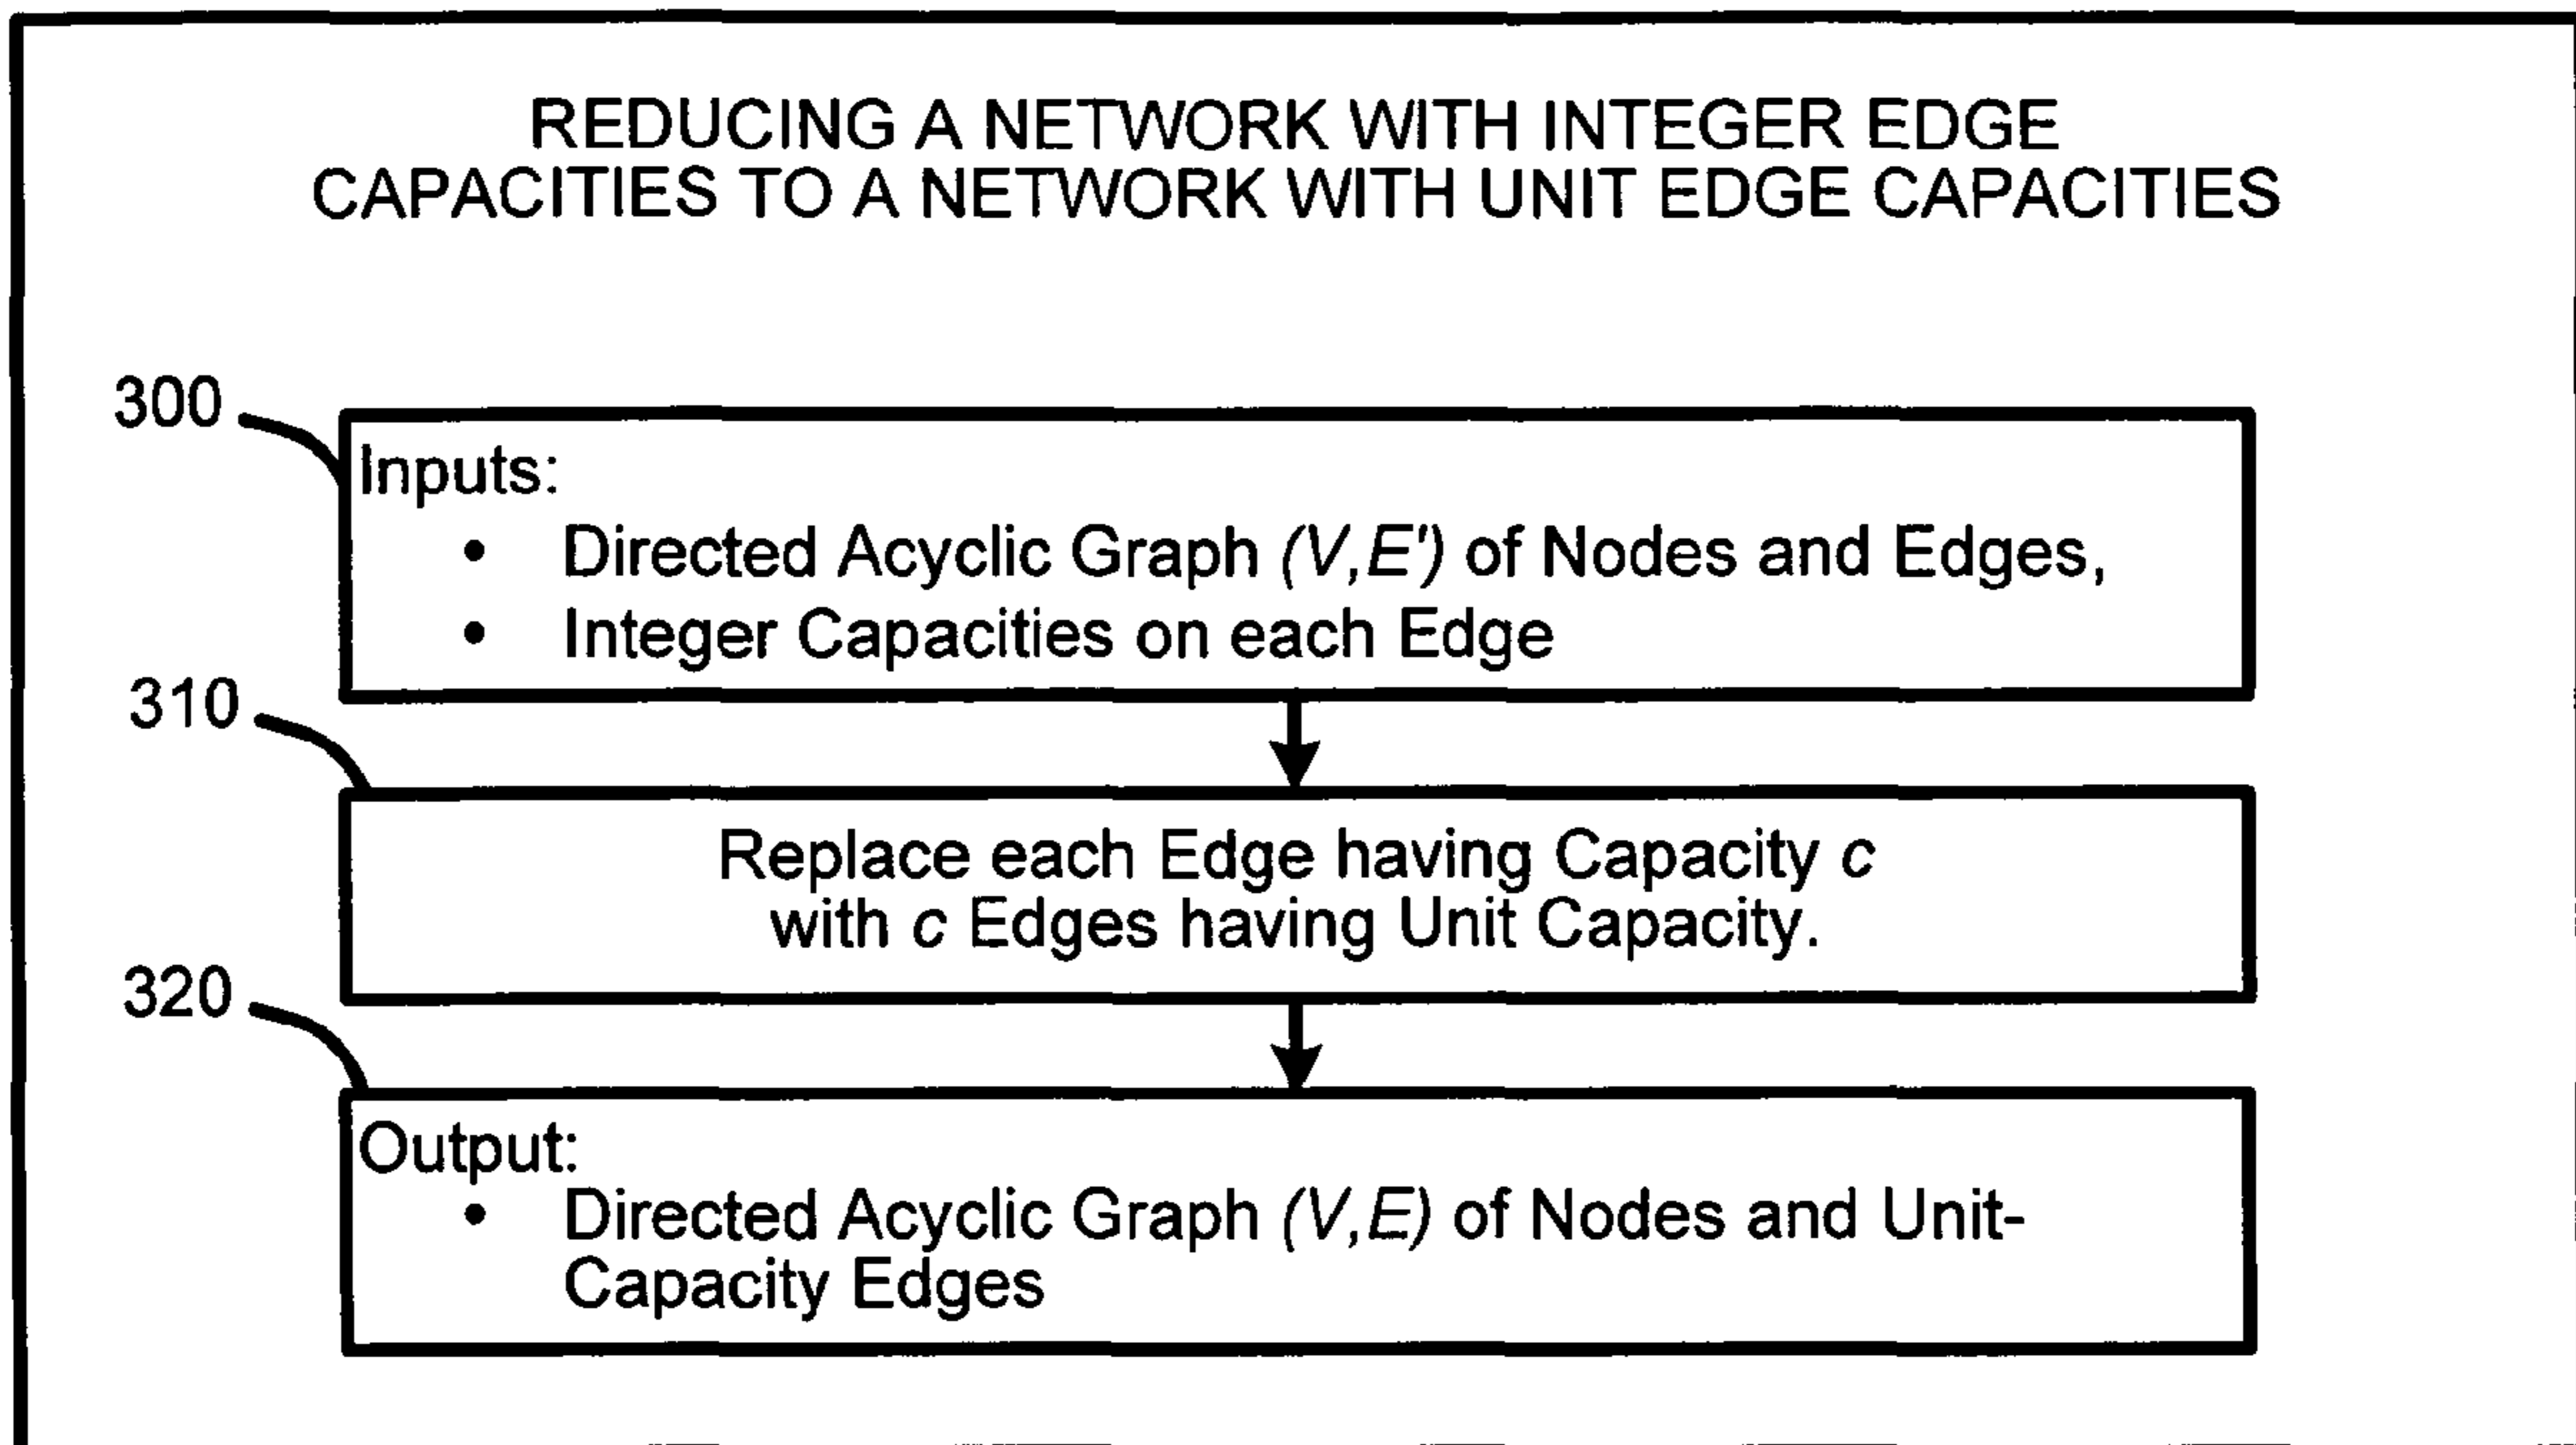 REDUCING A NETWORK WITH INTEGER EDGE
CAPACITIES TO A NETWORK WITH UNIT EDGE CAPACITIES
300
Inputs:
• Directed Acyclic Graph (V,E') of Nodes and Edges,
• Integer Capacities on each Edge
310
Replace each Edge having Capacity c
with c Edges having Unit Capacity.
320
Output:
• Directed Acyclic Graph (V,E) of Nodes and Unit-
Capacity Edges